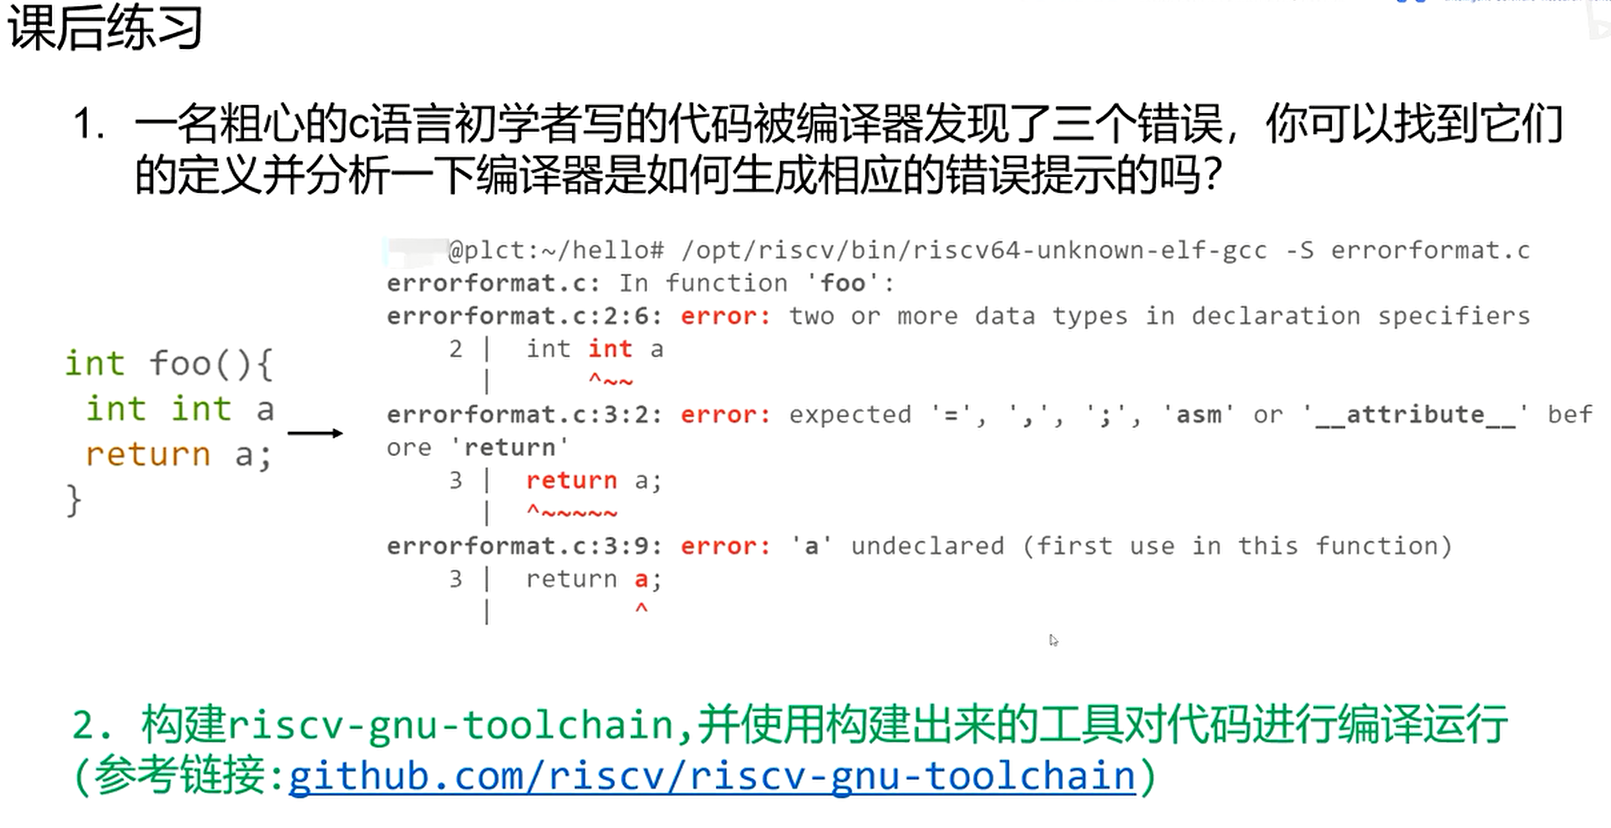 课后练习
1. 一名粗心的c语言初学者写的代码被编译器发现了三个错误，你可以找到它们
的定义并分析一下编译器是如何生成相应的错误提示的吗？
int foo(){
int int a
return a;
}
@plct:~/hello# /opt/riscv/bin/riscv64-unknown-elf-gcc -S errorformat.c
errorformat.c: In function 'foo':
errorformat.c:2:6: error: two or more data types in declaration specifiers
2 | int int a
| ^~~
errorformat.c:3:2: error: expected '=', ',', ';', 'asm' or '__attribute__' bef
ore 'return'
3 | return a;
| ^~~~~~
errorformat.c:3:9: error: 'a' undeclared (first use in this function)
3 | return a;
| ^
2. 构建riscv-gnu-toolchain,并使用构建出来的工具对代码进行编译运行
(参考链接:github.com/riscv/riscv-gnu-toolchain)